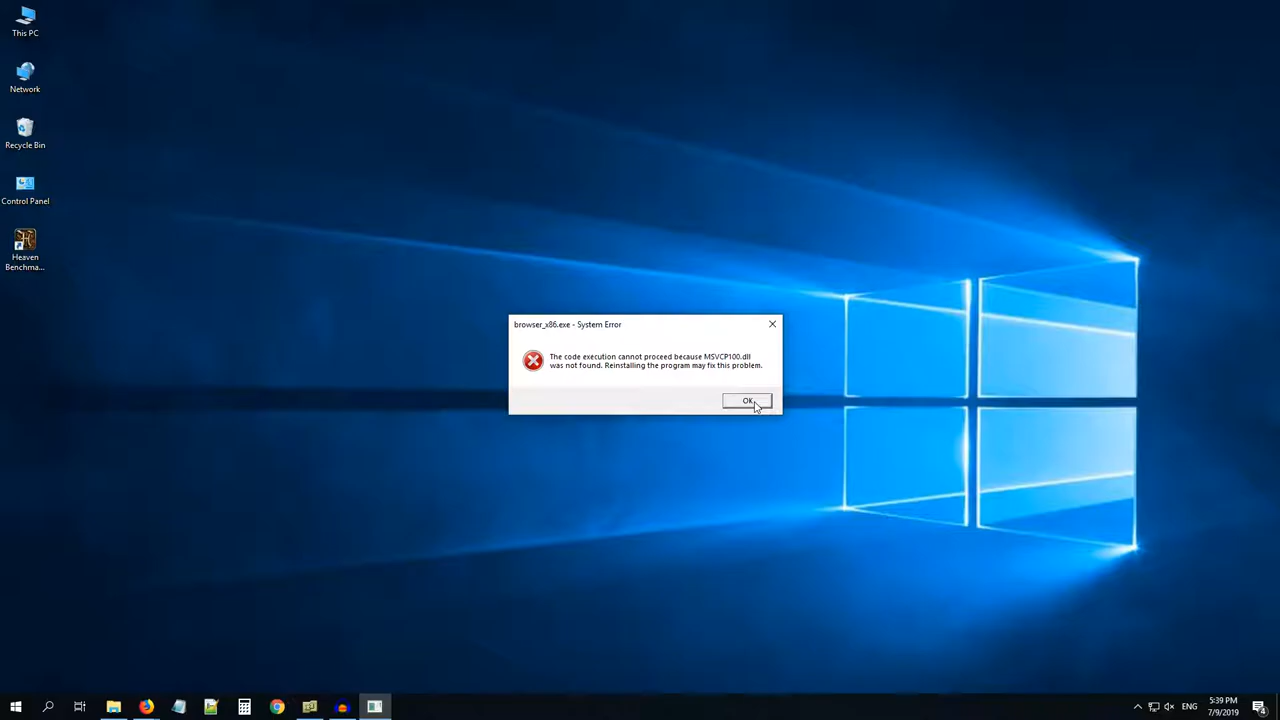 This PC
Network
Recycle Bin
Control Panel
Heaven
Benchma...
browser_x86.exe - System Error
The code execution cannot proceed because MSVCP100.dll
was not found. Reinstalling the program may fix this problem.
OK
ENG
5:39 PM
7/9/2019
4